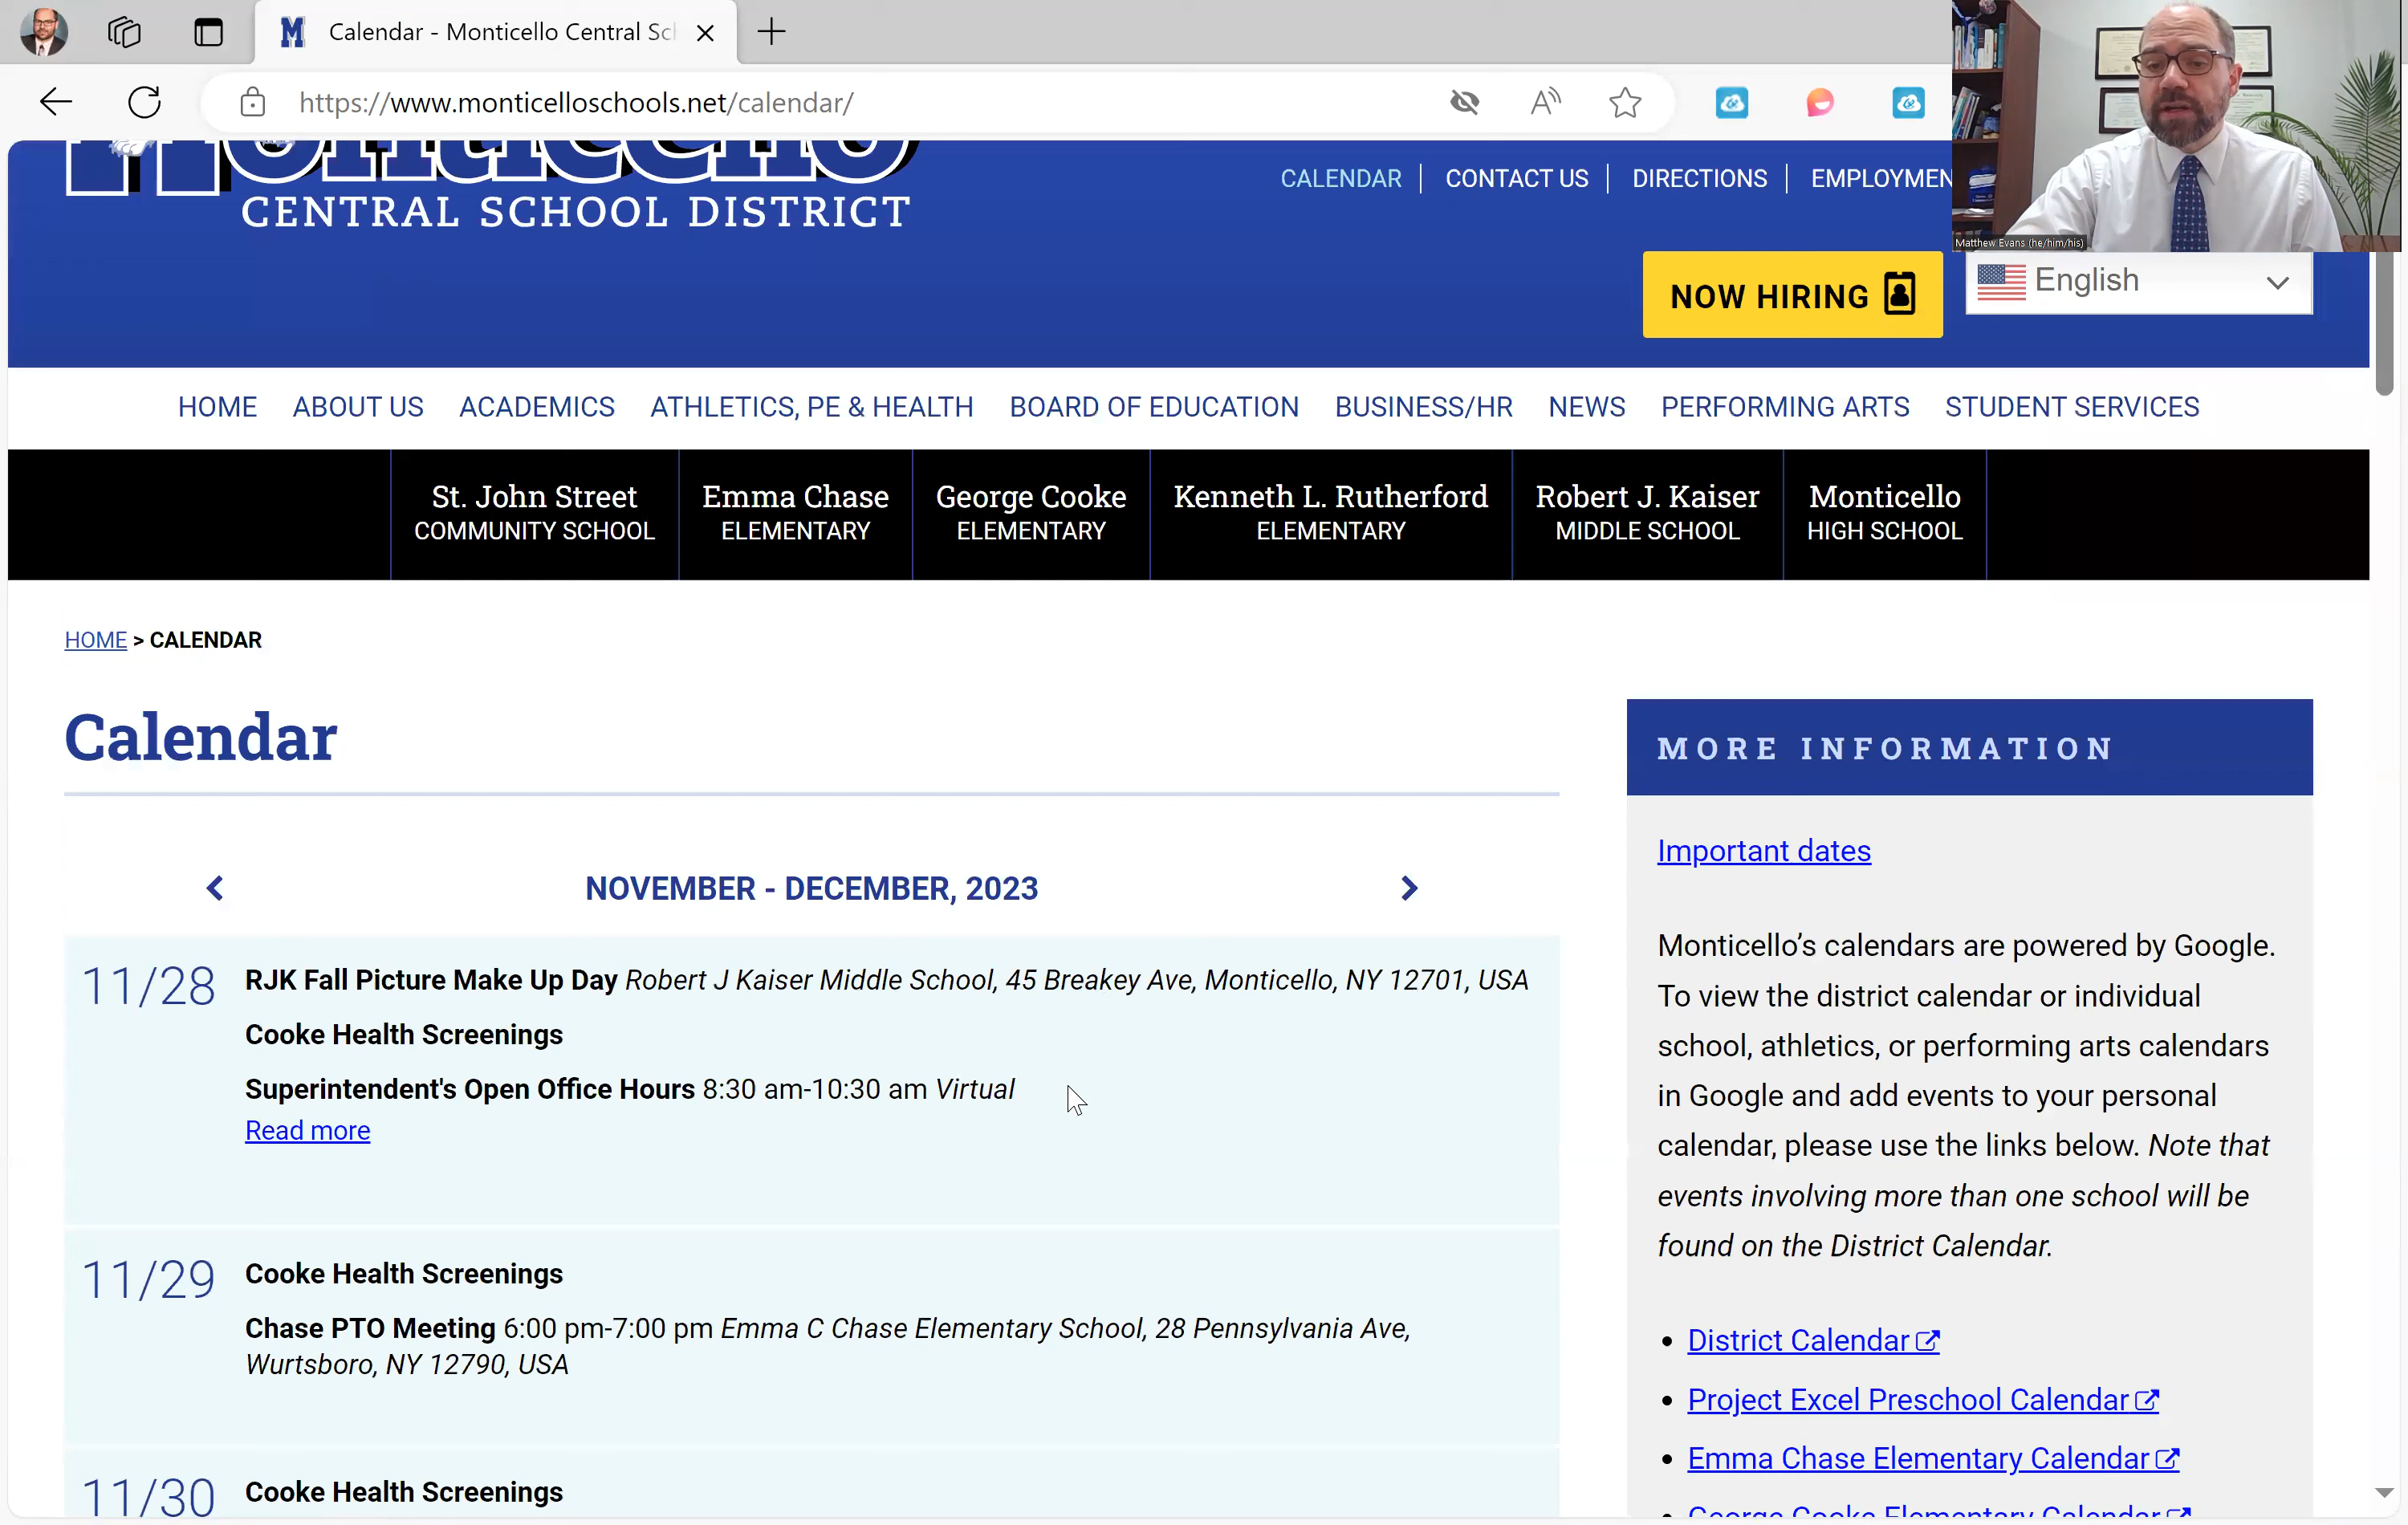 Calendar - Monticello Central Sc
https://www.monticelloschools.net/calendar/
Matthew Evans (he/him/his)
Monticello
CENTRAL SCHOOL DISTRICT
CALENDAR
CONTACT US
DIRECTIONS
EMPLOYMEN
NOW HIRING
English
HOME
ABOUT US
ACADEMICS
ATHLETICS, PE & HEALTH
BOARD OF EDUCATION
BUSINESS/HR
NEWS
PERFORMING ARTS
STUDENT SERVICES
St. John Street
COMMUNITY SCHOOL
Emma Chase
ELEMENTARY
George Cooke
ELEMENTARY
Kenneth L. Rutherford
ELEMENTARY
Robert J. Kaiser
MIDDLE SCHOOL
Monticello
HIGH SCHOOL
HOME > CALENDAR
Calendar
NOVEMBER - DECEMBER, 2023
11/28
RJK Fall Picture Make Up Day Robert J Kaiser Middle School, 45 Breakey Ave, Monticello, NY 12701, USA
Cooke Health Screenings
Superintendent's Open Office Hours 8:30 am-10:30 am Virtual
Read more
11/29
Cooke Health Screenings
Chase PTO Meeting 6:00 pm-7:00 pm Emma C Chase Elementary School, 28 Pennsylvania Ave,
Wurtsboro, NY 12790, USA
11/30
Cooke Health Screenings
MORE INFORMATION
Important dates
Monticello’s calendars are powered by Google.
To view the district calendar or individual
school, athletics, or performing arts calendars
in Google and add events to your personal
calendar, please use the links below. Note that
events involving more than one school will be
found on the District Calendar.
• District Calendar
• Project Excel Preschool Calendar
• Emma Chase Elementary Calendar
• George Cooke Elementary Calendar